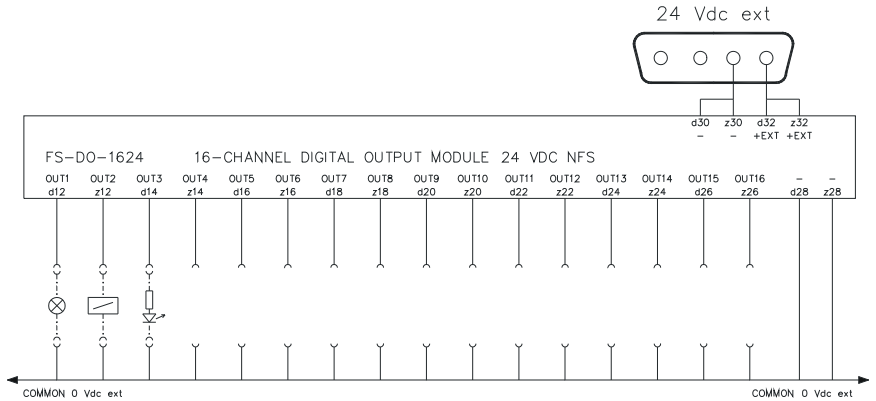 24 Vdc ext
d30 z30 d32 z32
– – +EXT +EXT
FS–DO–1624 16–CHANNEL DIGITAL OUTPUT MODULE 24 VDC NFS
OUT1 OUT2 OUT3 OUT4 OUT5 OUT6 OUT7 OUT8 OUT9 OUT10 OUT11 OUT12 OUT13 OUT14 OUT15 OUT16 – –
d12 z12 d14 z14 d16 z16 d18 z18 d20 z20 d22 z22 d24 z24 d26 z26 d28 z28
COMMON 0 Vdc ext COMMON 0 Vdc ext